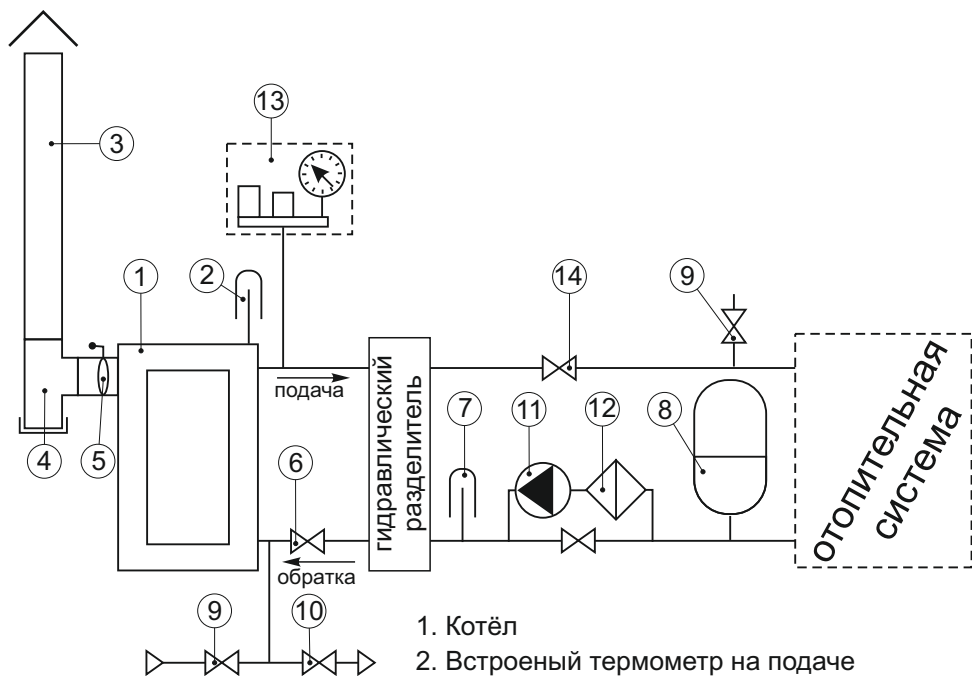 13
3
1
2
14
9
подача
гидравлический
разделитель
7
11
12
8
отопительная
система
4
5
6
обратка
9
10
1. Котёл
2. Встроеный термометр на подаче